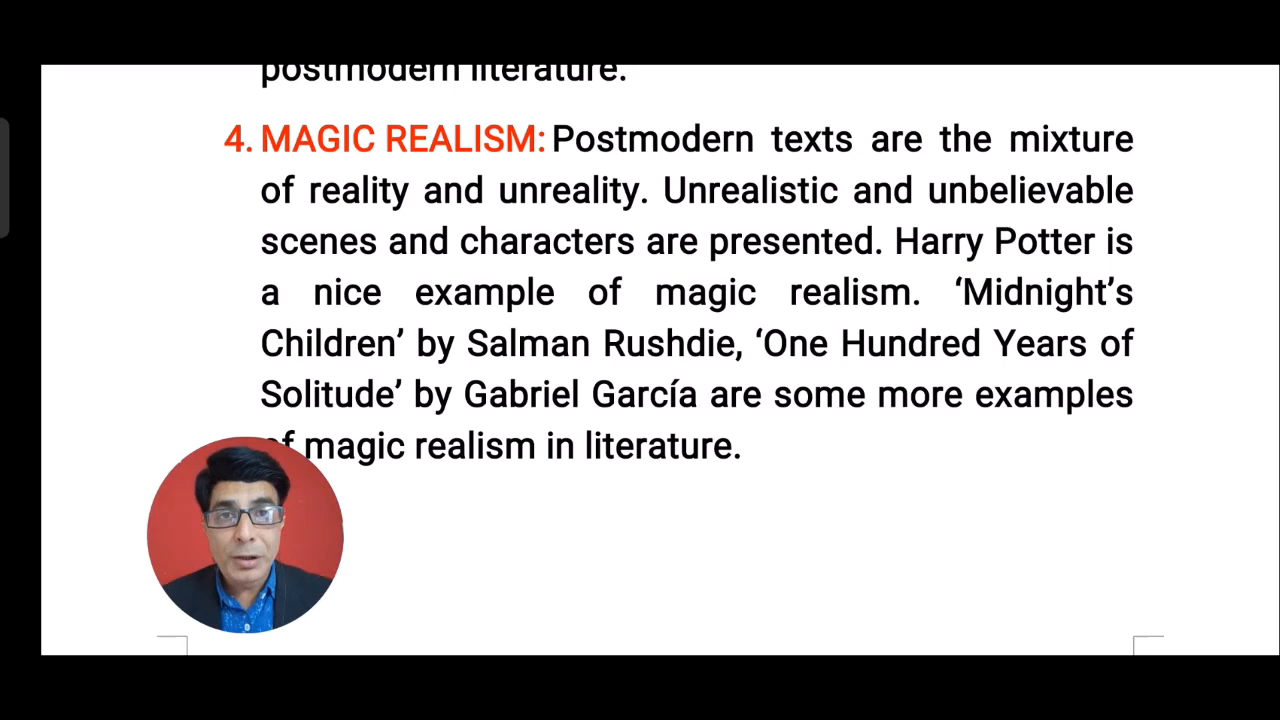 postmodern literature.
4. MAGIC REALISM: Postmodern texts are the mixture
of reality and unreality. Unrealistic and unbelievable
scenes and characters are presented. Harry Potter is
a nice example of magic realism. ‘Midnight’s
Children’ by Salman Rushdie, ‘One Hundred Years of
Solitude’ by Gabriel García are some more examples
of magic realism in literature.